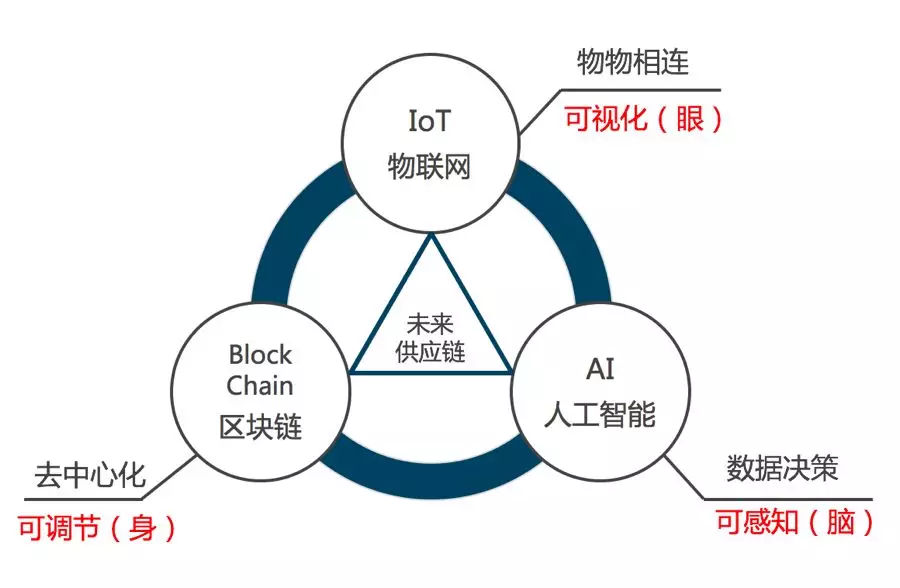 物物相连
可视化（眼）
IoT
物联网
未来
供应链
Block
Chain
区块链
AI
人工智能
去中心化
可调节（身）
数据决策
可感知（脑）